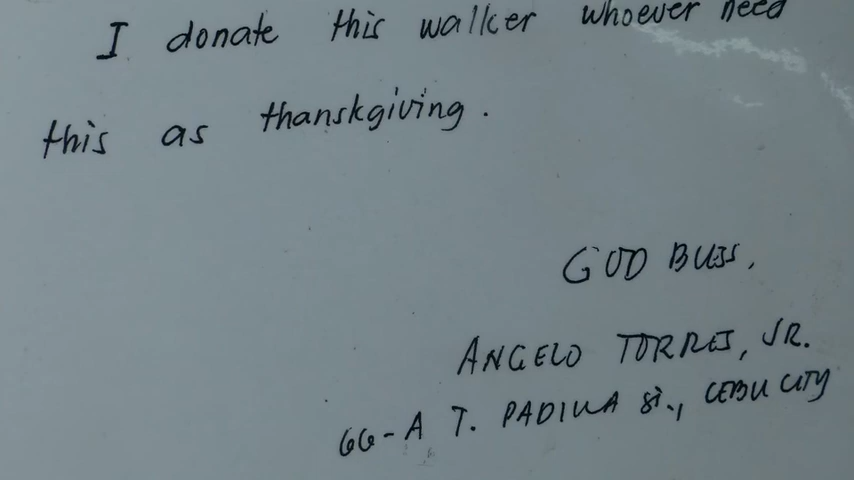 I donate this walker whoever need
this as thanskgiving.
GOD BLESS,
ANGELO TORRES, JR.
66-A T. PADILLA St., CEBU CITY